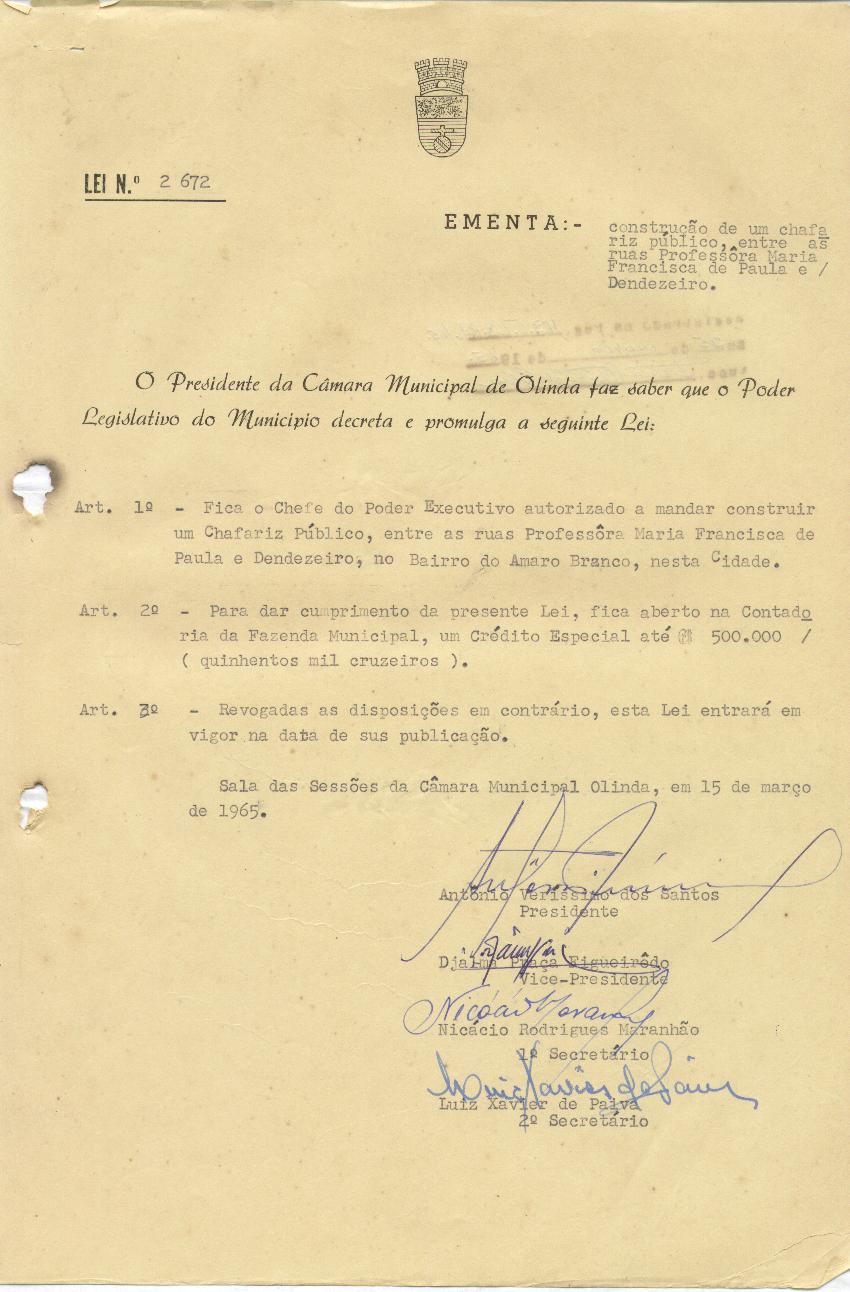 LEI N.º 2 672
EMENTA:- construção de um chafa
riz público, entre as
ruas Professôra Maria
Francisca de Paula e /
Dendezeiro.
O Presidente da Câmara Municipal de Olinda faz saber que o Poder
Legislativo do Município decreta e promulga a seguinte Lei:
Art. 1º - Fica o Chefe do Poder Executivo autorizado a mandar construir
um Chafariz Público, entre as ruas Professôra Maria Francisca de
Paula e Dendezeiro, no Bairro do Amaro Branco, nesta Cidade.
Art. 2º - Para dar cumprimento da presente Lei, fica aberto na Contado
ria da Fazenda Municipal, um Crédito Especial até 500.000 /
( quinhentos mil cruzeiros ).
Art. 3º - Revogadas as disposições em contrário, esta Lei entrará em
vigor na data de sus publicação.
Sala das Sessões da Câmara Municipal Olinda, em 15 de março
de 1965.
Antônio Veríssimo dos Santos
Presidente
Djalma Praça Figueirêdo
Vice-Presidente
Nicácio Rodrigues Maranhão
1º Secretário
Luiz Xavier de Paiva
2º Secretário